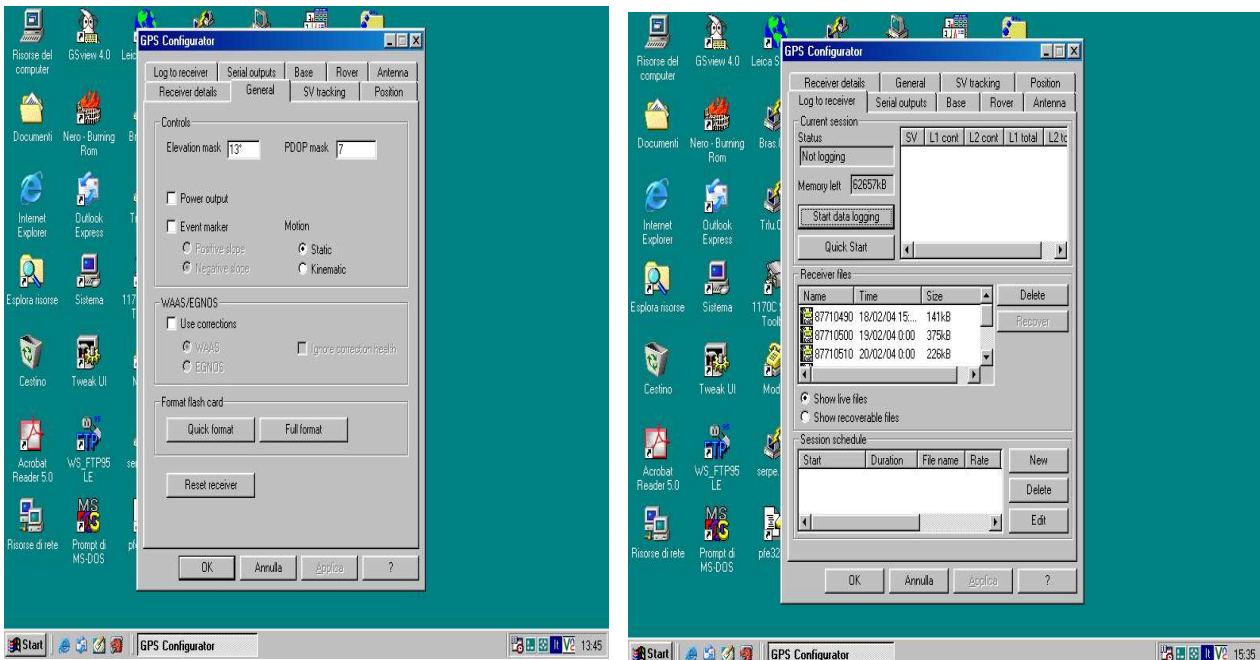 GPS Configurator
Log to receiver Serial outputs Base Rover Antenna
Receiver details General SV tracking Position
Controls
Elevation mask 13° PDOP mask 7
Power output
Event marker Motion
Positive slope Static
Negative slope Kinematic
WAAS/EGNOS
Use corrections
WAAS Ignore correction health
EGNOS
Format flash card
Quick format Full format
Reset receiver
OK Annulla Applica ?
Risorse del computer
GSview 4.0
Leic
Documenti
Nero - Burning Rom
Internet Explorer
Outlook Express
Esplora risorse
Sistema
117
Cestino
Tweak UI
Acrobat Reader 5.0
WS_FTP95 LE
Risorse di rete
Prompt di MS-DOS
Start GPS Configurator 13:45
GPS Configurator
Receiver details General SV tracking Position
Log to receiver Serial outputs Base Rover Antenna
Current session
Status
Not logging
SV L1 cont L2 cont L1 total L2 to
Memory left 62657kB
Start data logging
Quick Start
Receiver files
Name Time Size
87710490 18/02/04 15:... 141kB
87710500 19/02/04 0:00 375kB
87710510 20/02/04 0:00 226kB
Delete
Recover
Show live files
Show recoverable files
Session schedule
Start Duration File name Rate
New
Delete
Edit
OK Annulla Applica ?
Risorse del computer
GSview 4.0
Leica S
Documenti
Nero - Burning Rom
Internet Explorer
Outlook Express
Esplora risorse
Sistema
Cestino
Tweak UI
Acrobat Reader 5.0
WS_FTP95 LE
Risorse di rete
Prompt di MS-DOS
pfe32
Start GPS Configurator 15:35